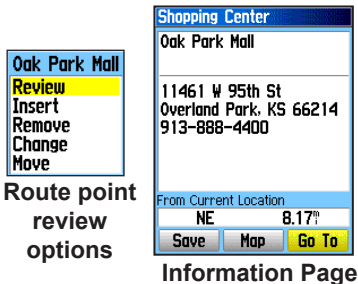 Oak Park Mall
Review
Insert
Remove
Change
Move
Route point
review
options
Shopping Center
Oak Park Mall
11461 W 95th St
Overland Park, KS 66214
913-888-4400
From Current Location
NE 8.17m
Save Map Go To
Information Page